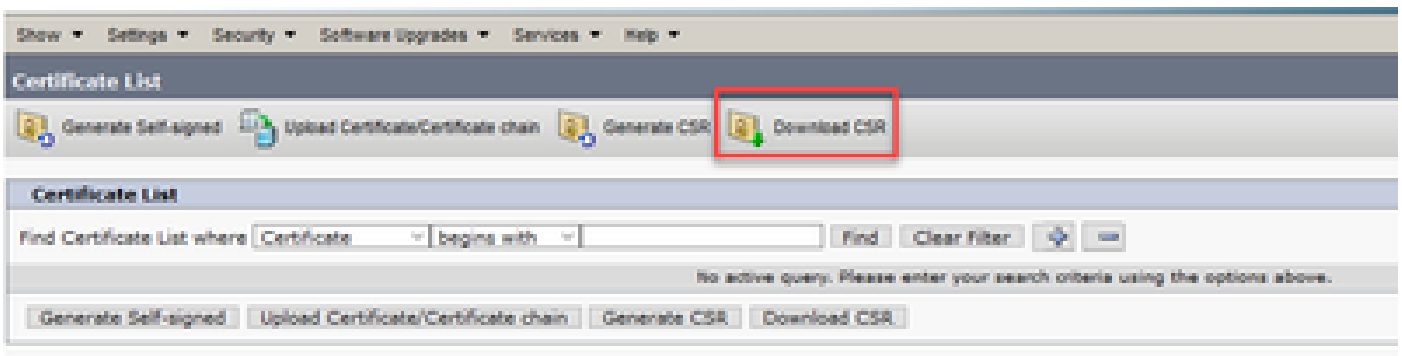 Show Settings Security Software Upgrades Services Help
Certificate List
Generate Self-signed Upload Certificate/Certificate chain Generate CSR Download CSR
Certificate List
Find Certificate List where Certificate begins with Find Clear Filter
No active query. Please enter your search criteria using the options above.
Generate Self-signed Upload Certificate/Certificate chain Generate CSR Download CSR